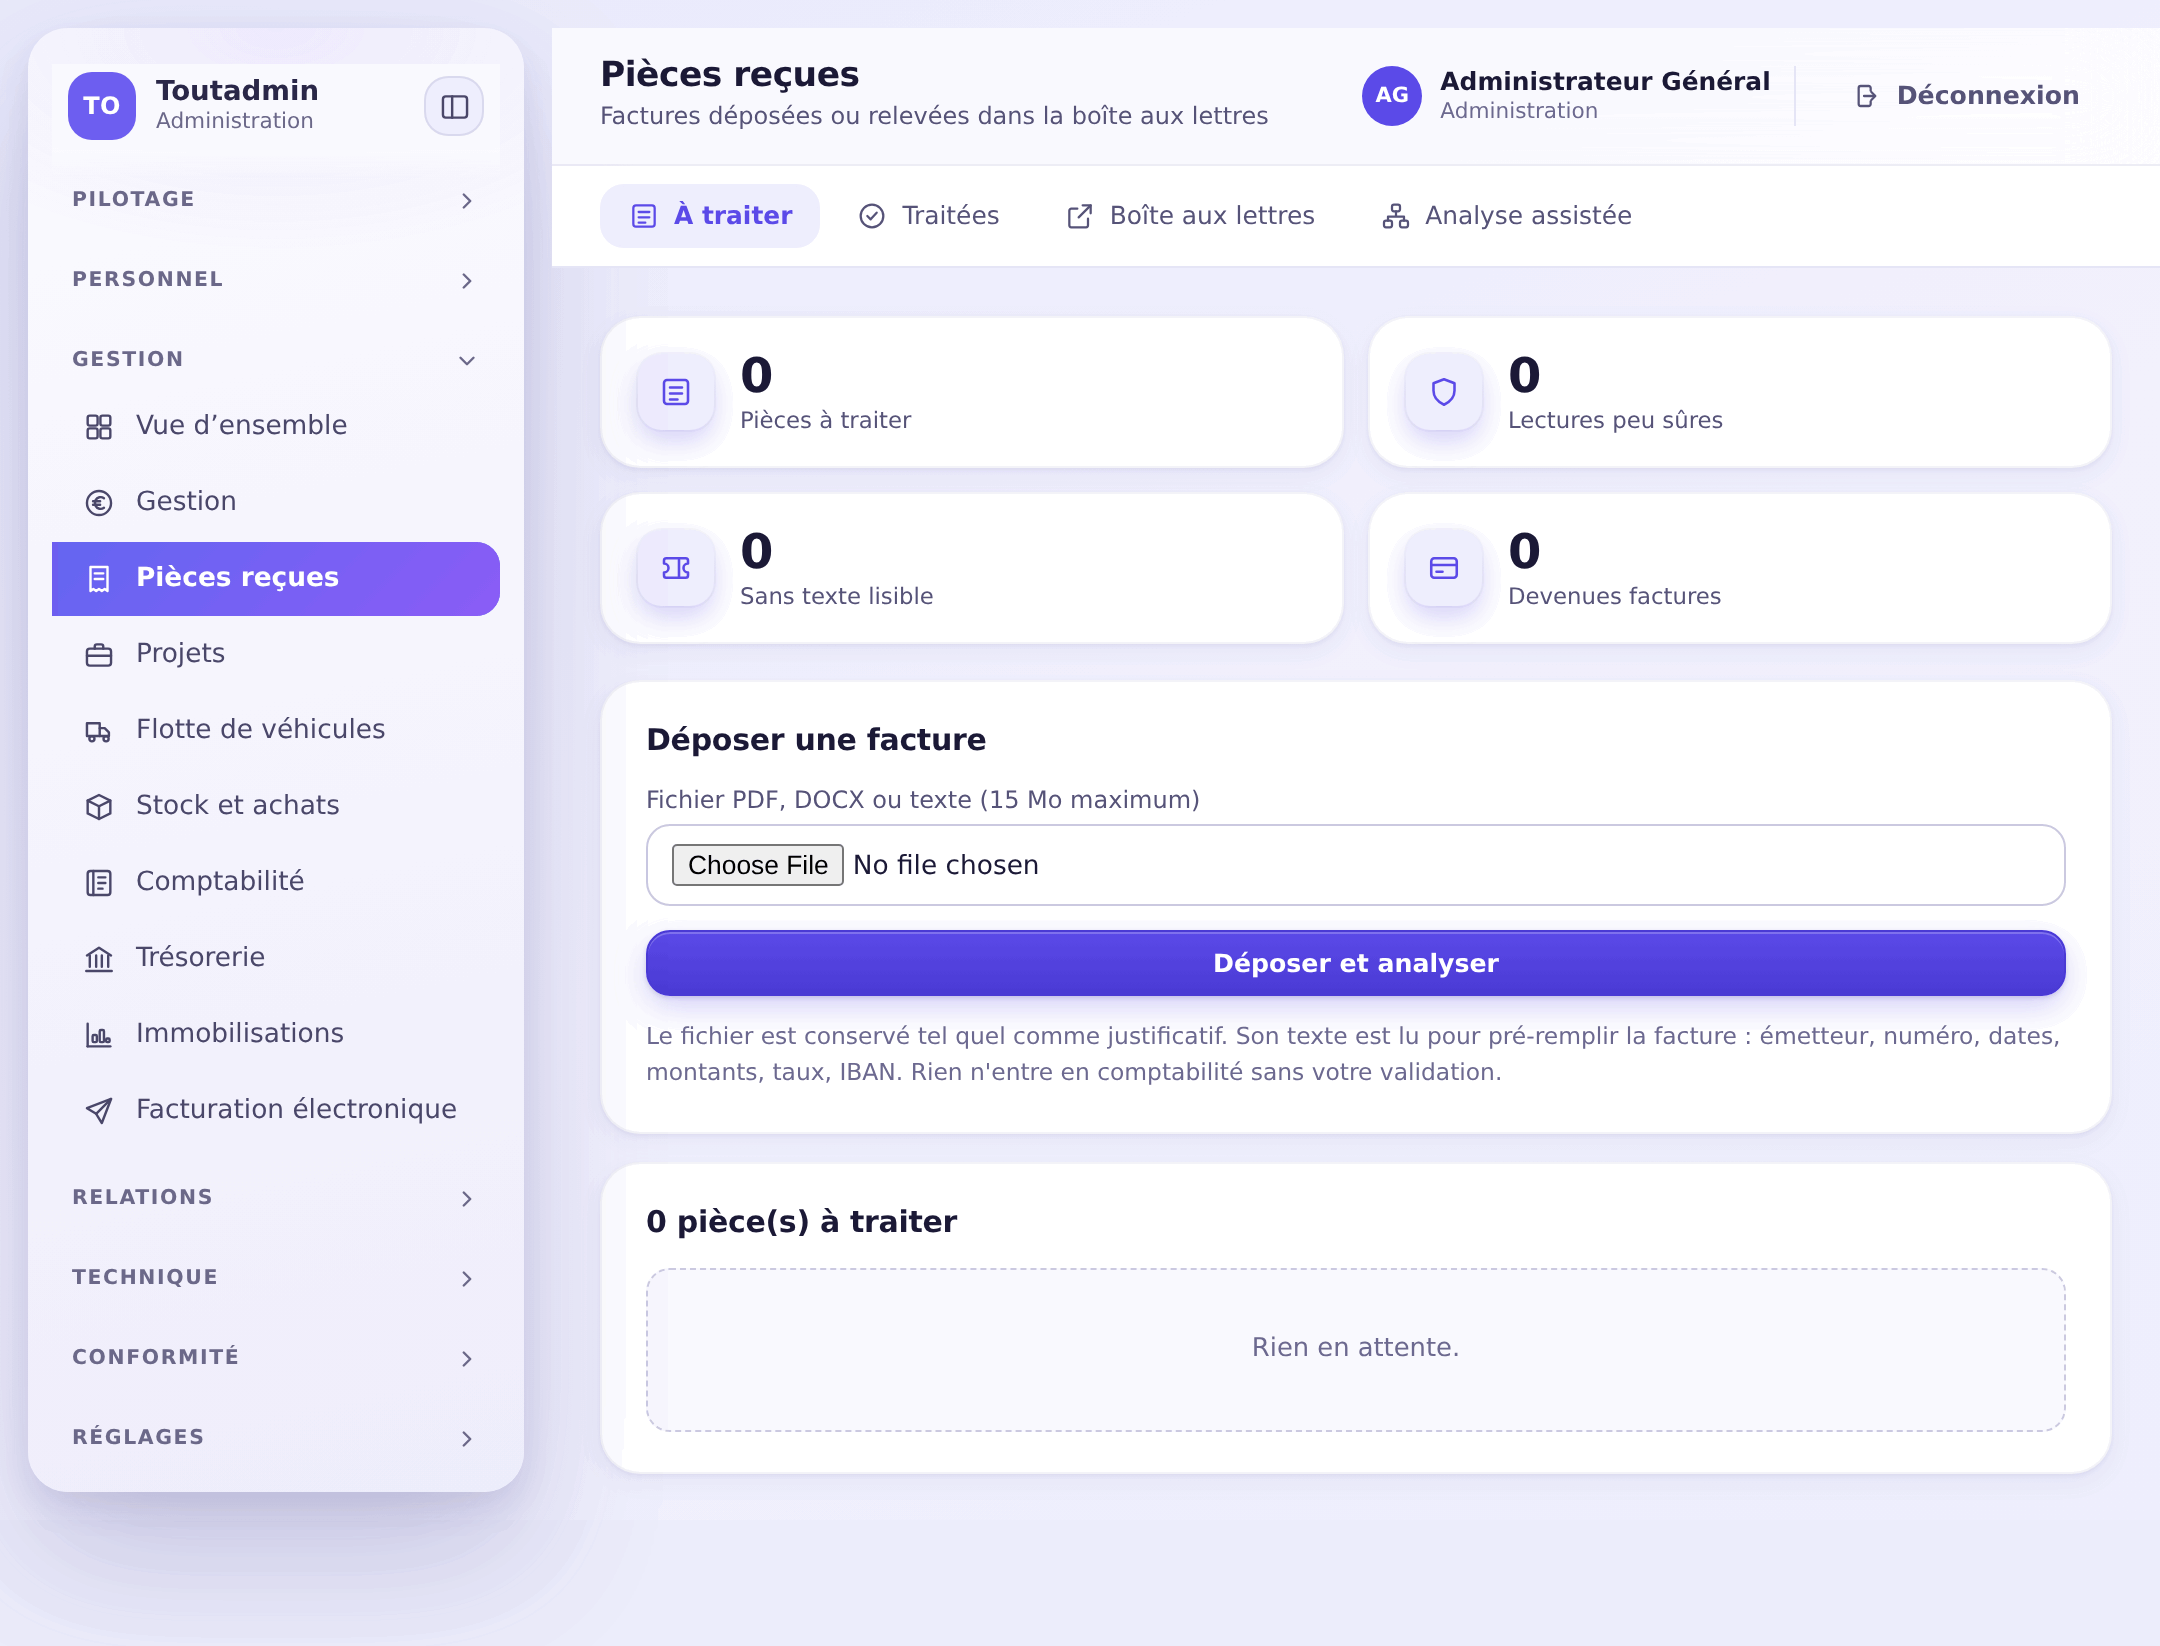 TO
Toutadmin
Administration
PILOTAGE
PERSONNEL
GESTION
Vue d’ensemble
Gestion
Pièces reçues
Projets
Flotte de véhicules
Stock et achats
Comptabilité
Trésorerie
Immobilisations
Facturation électronique
RELATIONS
TECHNIQUE
CONFORMITÉ
RÉGLAGES
Pièces reçues
Factures déposées ou relevées dans la boîte aux lettres
AG
Administrateur Général
Administration
Déconnexion
À traiter
Traitées
Boîte aux lettres
Analyse assistée
0
Pièces à traiter
0
Lectures peu sûres
0
Sans texte lisible
0
Devenues factures
Déposer une facture
Fichier PDF, DOCX ou texte (15 Mo maximum)
Choose File No file chosen
Déposer et analyser
Le fichier est conservé tel quel comme justificatif. Son texte est lu pour pré-remplir la facture : émetteur, numéro, dates,
montants, taux, IBAN. Rien n'entre en comptabilité sans votre validation.
0 pièce(s) à traiter
Rien en attente.